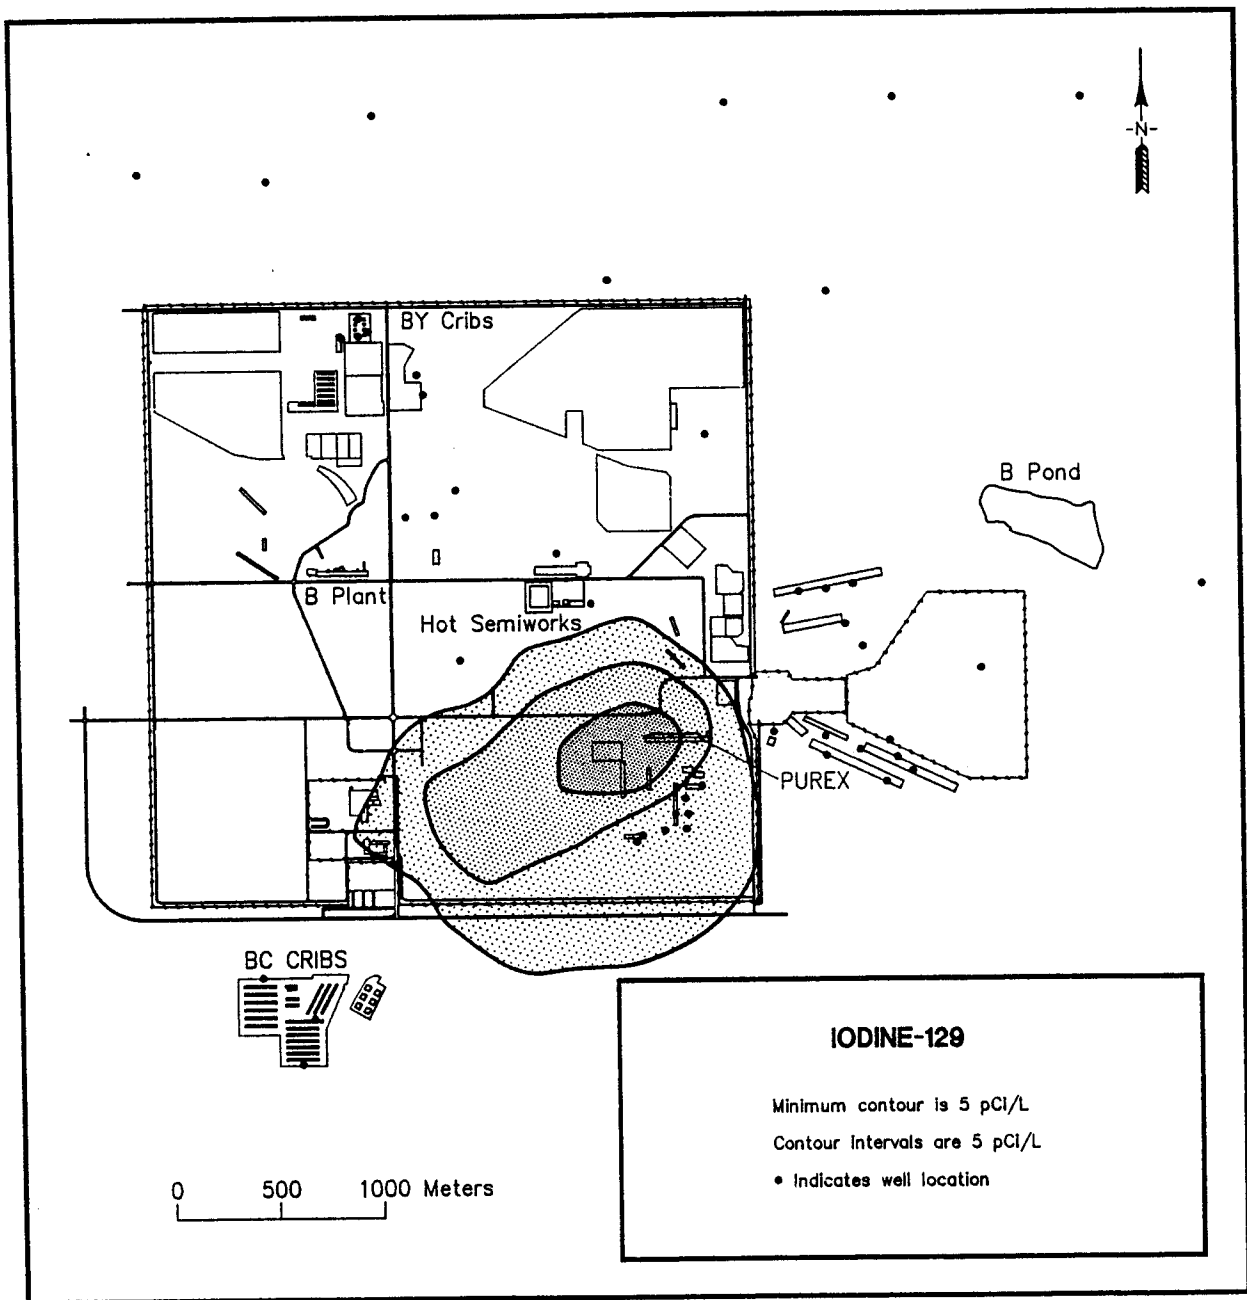 -N-
BY Cribs
B Pond
B Plant
Hot Semiworks
PUREX
BC CRIBS
IODINE-129
Minimum contour is 5 pCi/L
Contour intervals are 5 pCi/L
• Indicates well location
0 500 1000 Meters